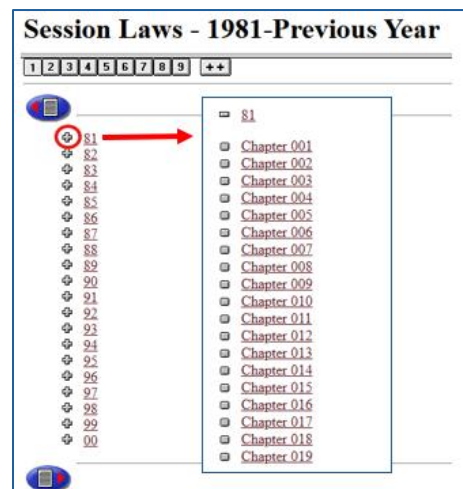 Session Laws - 1981-Previous Year
1 2 3 4 5 6 7 8 9 ++
81
82
83
84
85
86
87
88
89
90
91
92
93
94
95
96
97
98
99
00
81
Chapter 001
Chapter 002
Chapter 003
Chapter 004
Chapter 005
Chapter 006
Chapter 007
Chapter 008
Chapter 009
Chapter 010
Chapter 011
Chapter 012
Chapter 013
Chapter 014
Chapter 015
Chapter 016
Chapter 017
Chapter 018
Chapter 019